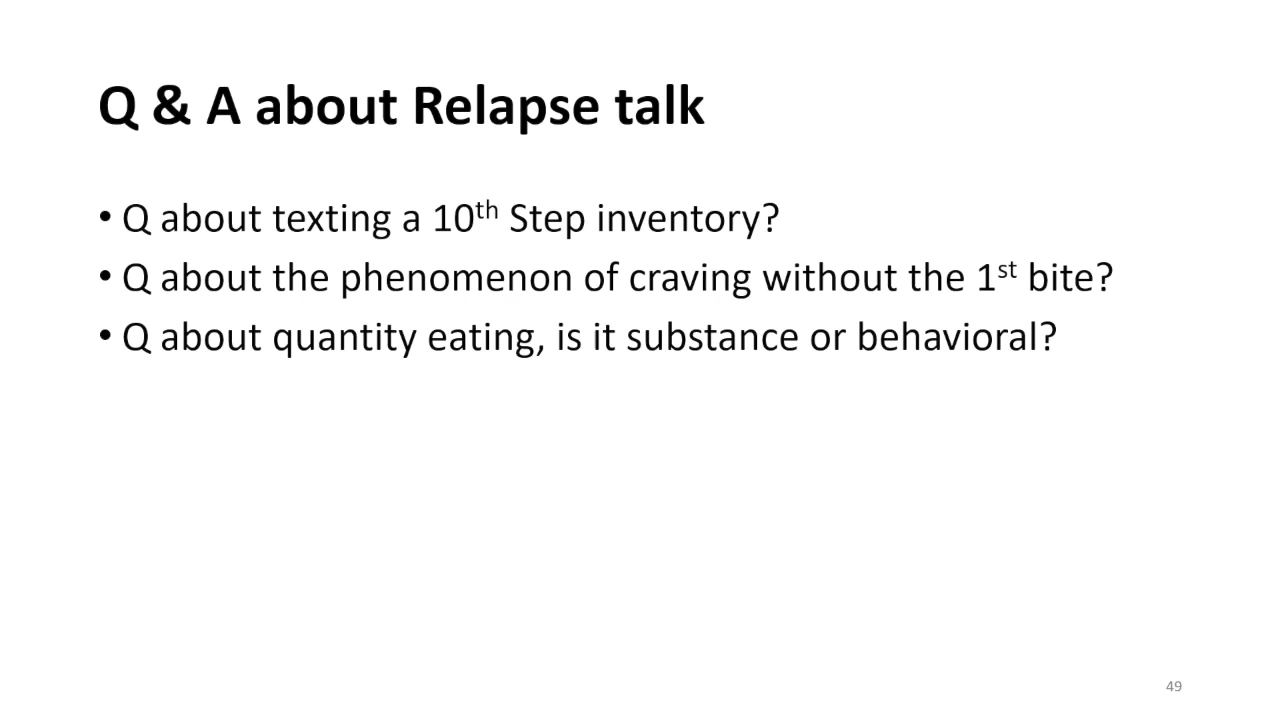 Q & A about Relapse talk
• Q about texting a 10th Step inventory?
• Q about the phenomenon of craving without the 1st bite?
• Q about quantity eating, is it substance or behavioral?
49